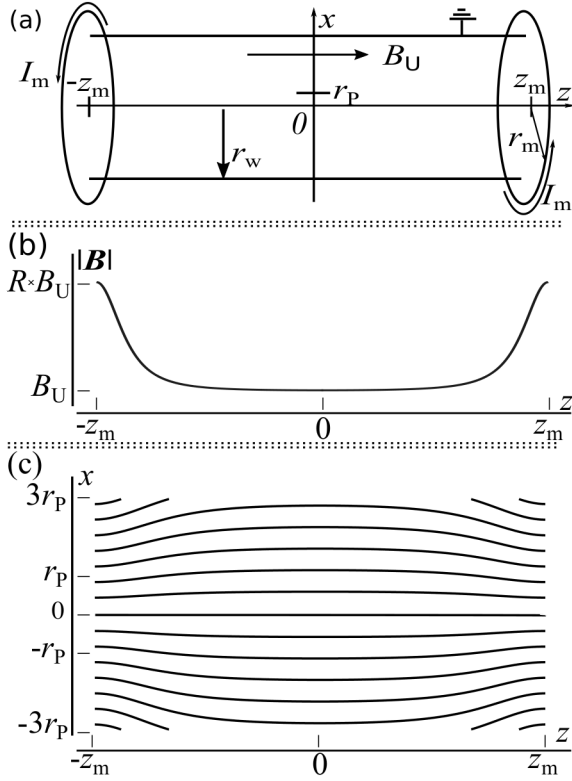 (a)
x
I_m
-z_m
B_U
r_P
0
z_m
z
r_w
r_m
I_m
(b)
|B|
R×B_U
B_U
-z_m
0
z_m
z
(c)
x
3r_P
r_P
0
-r_P
-3r_P
-z_m
0
z_m
z